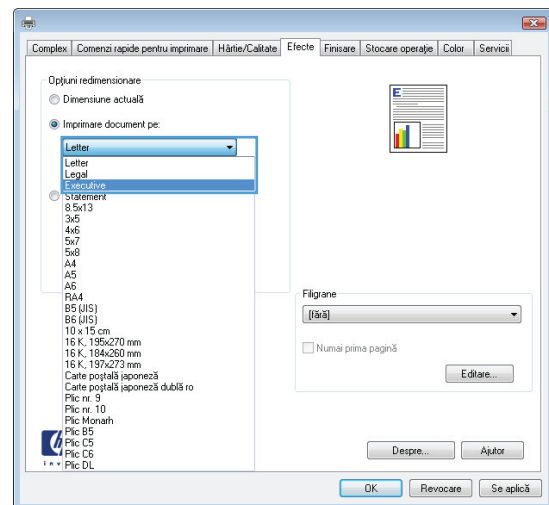 Complex Comenzi rapide pentru imprimare Hârtie/Calitate Efecte Finisare Stocare operaţie Color Servicii
Opţiuni redimensionare
Dimensiune actuală
Imprimare document pe:
Letter
Letter
Legal
Executive
Statement
8.5x13
3x5
4x6
5x7
5x8
A4
A5
A6
RA4
B5 (JIS)
B6 (JIS)
10 x 15 cm
16 K, 195x270 mm
16 K, 184x260 mm
16 K, 197x273 mm
Carte poştală japoneză
Carte poştală japoneză dublă ro
Plic nr. 9
Plic nr. 10
Plic Monarh
Plic B5
Plic C5
Plic C6
Plic DL
E
Filigrane
[fără]
Numai prima pagină
Editare...
Despre... Ajutor
OK Revocare Se aplică